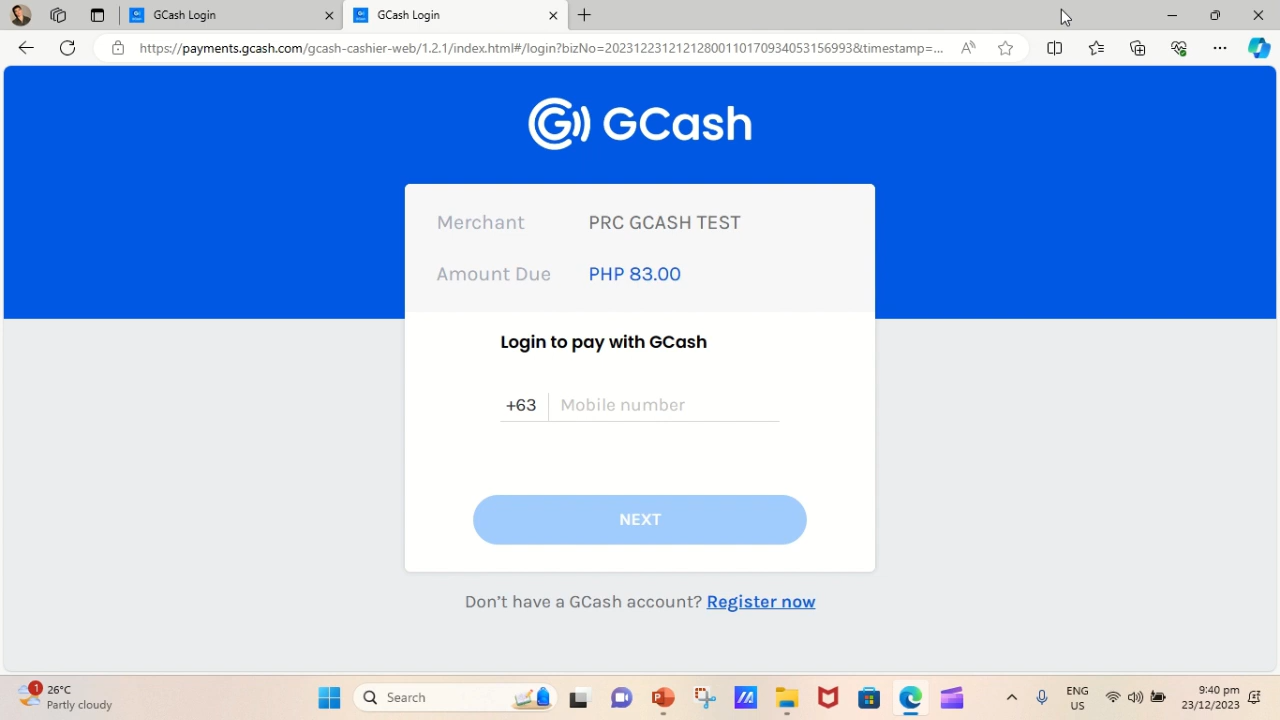 GCash Login
GCash Login
https://payments.gcash.com/gcash-cashier-web/1.2.1/index.html#/login?bizNo=20231223121212800110170934053156993&timestamp=...
GCash
Merchant PRC GCASH TEST
Amount Due PHP 83.00
Login to pay with GCash
+63 Mobile number
NEXT
Don't have a GCash account? Register now
1
26°C
Partly cloudy
Search
ENG
US
9:40 pm
23/12/2023